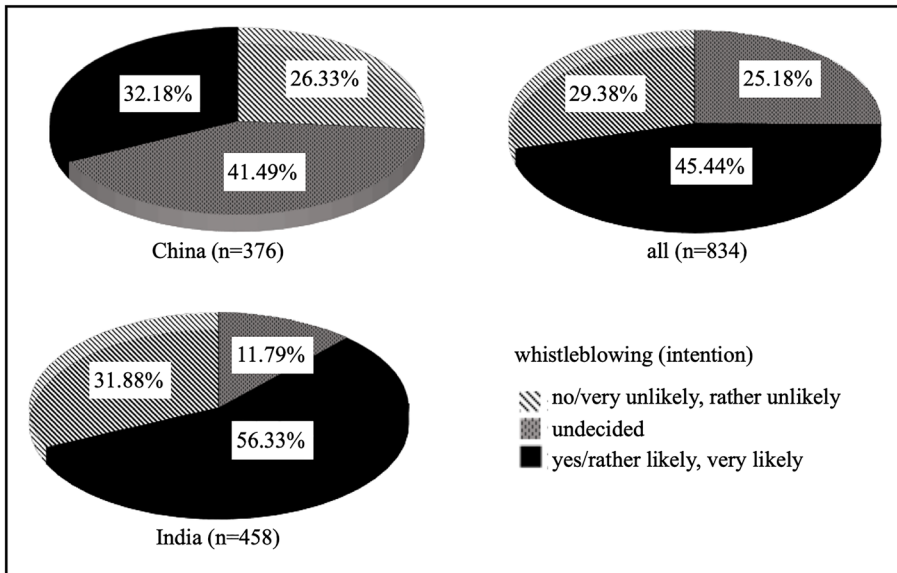 32.18%
26.33%
41.49%
China (n=376)
29.38%
25.18%
45.44%
all (n=834)
31.88%
11.79%
56.33%
India (n=458)
whistleblowing (intention)
no/very unlikely, rather unlikely
undecided
yes/rather likely, very likely